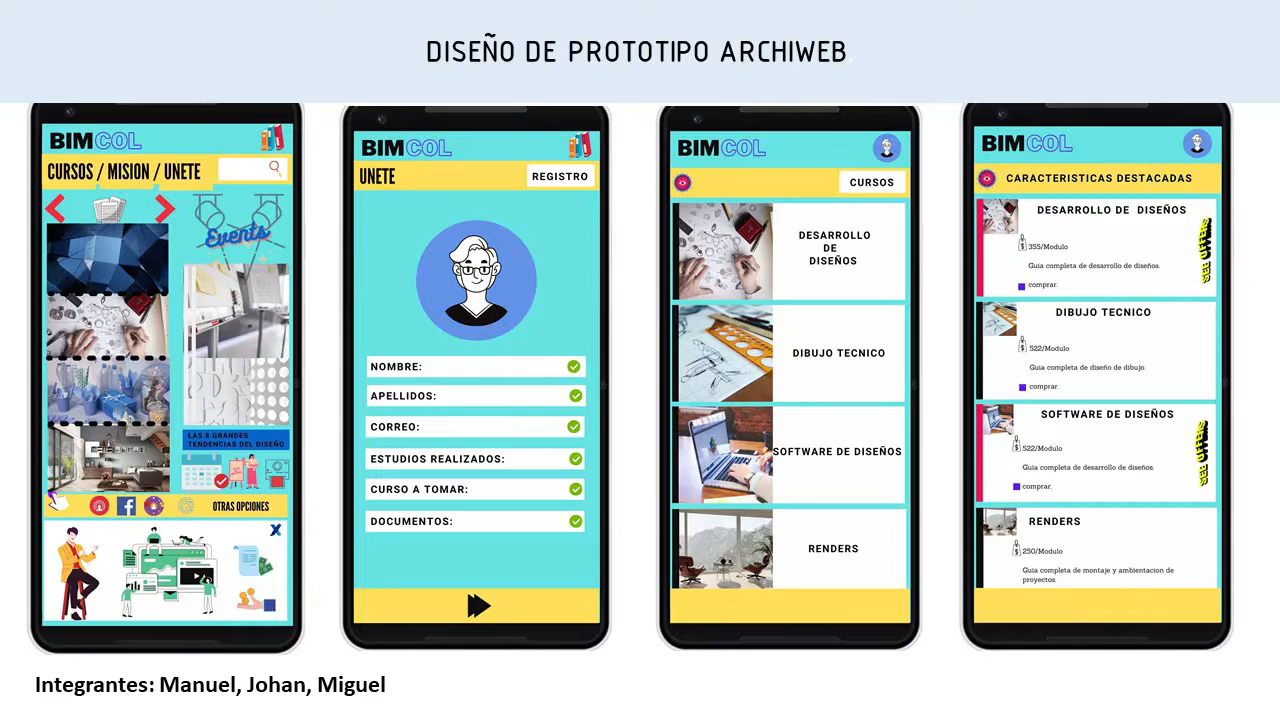 DISEÑO DE PROTOTIPO ARCHIWEB
BIMCOL
CURSOS / MISION / UNETE
Events
LAS 8 GRANDES
TENDENCIAS DEL DISEÑO
OTRAS OPCIONES
X
BIMCOL
UNETE
REGISTRO
NOMBRE:
APELLIDOS:
CORREO:
ESTUDIOS REALIZADOS:
CURSO A TOMAR:
DOCUMENTOS:
BIMCOL
CURSOS
DESARROLLO
DE
DISEÑOS
DIBUJO TECNICO
SOFTWARE DE DISEÑOS
RENDERS
BIMCOL
CARACTERISTICAS DESTACADAS
DESARROLLO DE DISEÑOS
$ 355/Modulo
Guia completa de desarrollo de diseños.
comprar.
SEE OFFERS
DIBUJO TECNICO
$ 522/Modulo
Guia completa de diseño de dibujo.
comprar.
SOFTWARE DE DISEÑOS
$ 522/Modulo
Guia completa de desarrollo de diseños.
comprar.
SEE OFFERS
RENDERS
$ 250/Modulo
Guia completa de montaje y ambientacion de
proyectos.
Integrantes: Manuel, Johan, Miguel